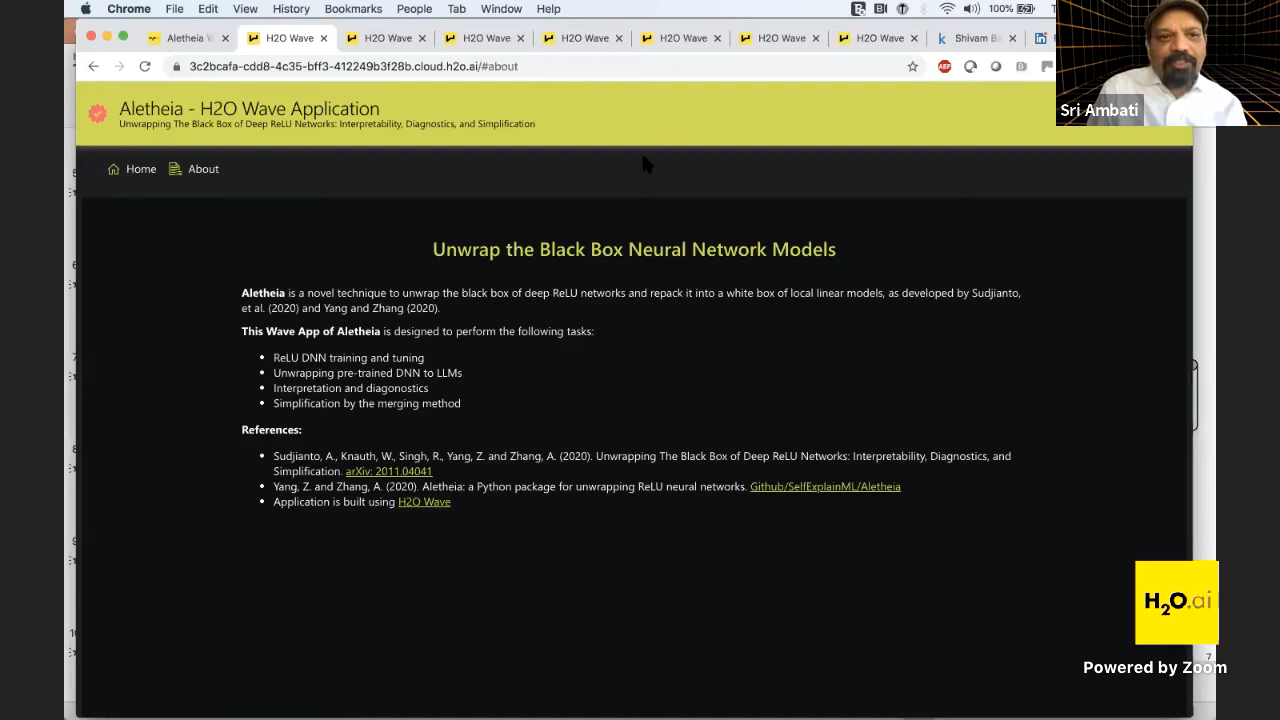 Chrome File Edit View History Bookmarks People Tab Window Help 100%
Aletheia H2O Wave H2O Wave H2O Wave H2O Wave H2O Wave H2O Wave H2O Wave Shivam
3c2bcafa-cdd8-4c35-bff3-412249b3f28b.cloud.h2o.ai/#about
ABP
Sri Ambati
Aletheia - H2O Wave Application
Unwrapping The Black Box of Deep ReLU Networks: Interpretability, Diagnostics, and Simplification
Home About
Unwrap the Black Box Neural Network Models
Aletheia is a novel technique to unwrap the black box of deep ReLU networks and repack it into a white box of local linear models, as developed by Sudjianto,
et al. (2020) and Yang and Zhang (2020).
This Wave App of Aletheia is designed to perform the following tasks:
• ReLU DNN training and tuning
• Unwrapping pre-trained DNN to LLMs
• Interpretation and diagonostics
• Simplification by the merging method
References:
• Sudjianto, A., Knauth, W., Singh, R., Yang, Z. and Zhang, A. (2020). Unwrapping The Black Box of Deep ReLU Networks: Interpretability, Diagnostics, and
Simplification. arXiv: 2011.04041
• Yang, Z. and Zhang, A. (2020). Aletheia: a Python package for unwrapping ReLU neural networks. Github/SelfExplainML/Aletheia
• Application is built using H2O Wave
H2O.ai
7
Powered by Zoom